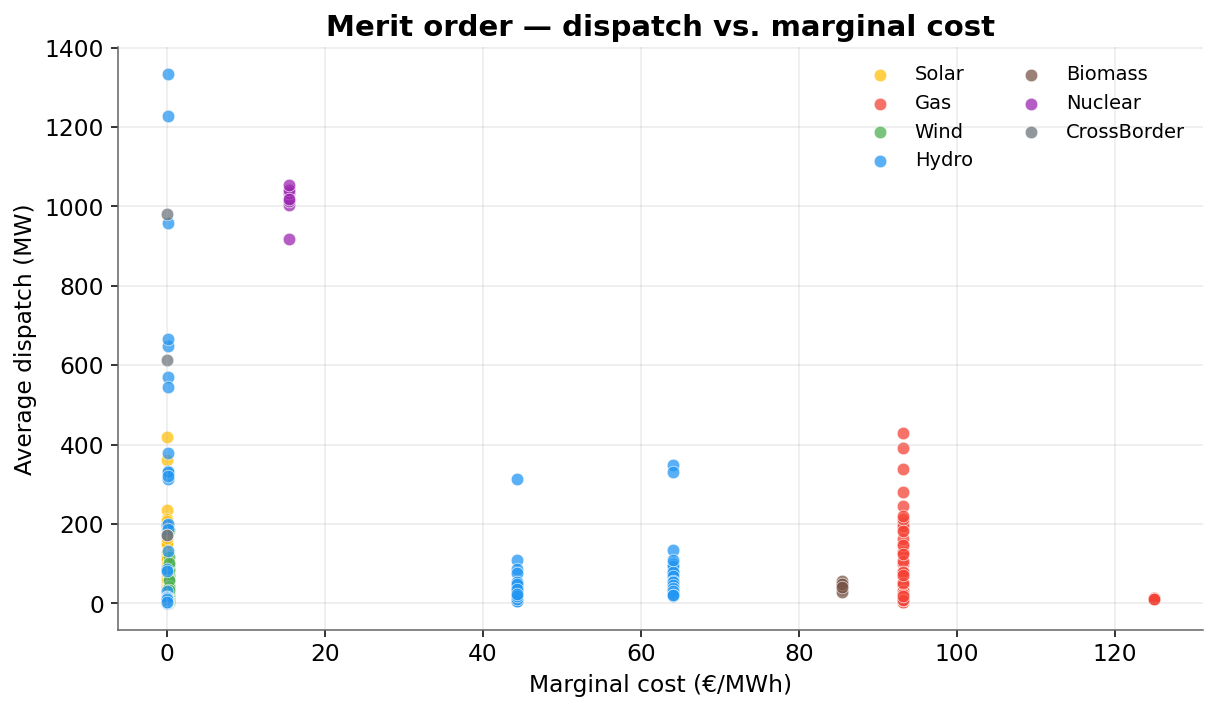 Merit order — dispatch vs. marginal cost
Average dispatch (MW)
1400
1200
1000
800
600
400
200
0
Solar
Gas
Wind
Hydro
Biomass
Nuclear
CrossBorder
0 20 40 60 80 100 120
Marginal cost (€/MWh)